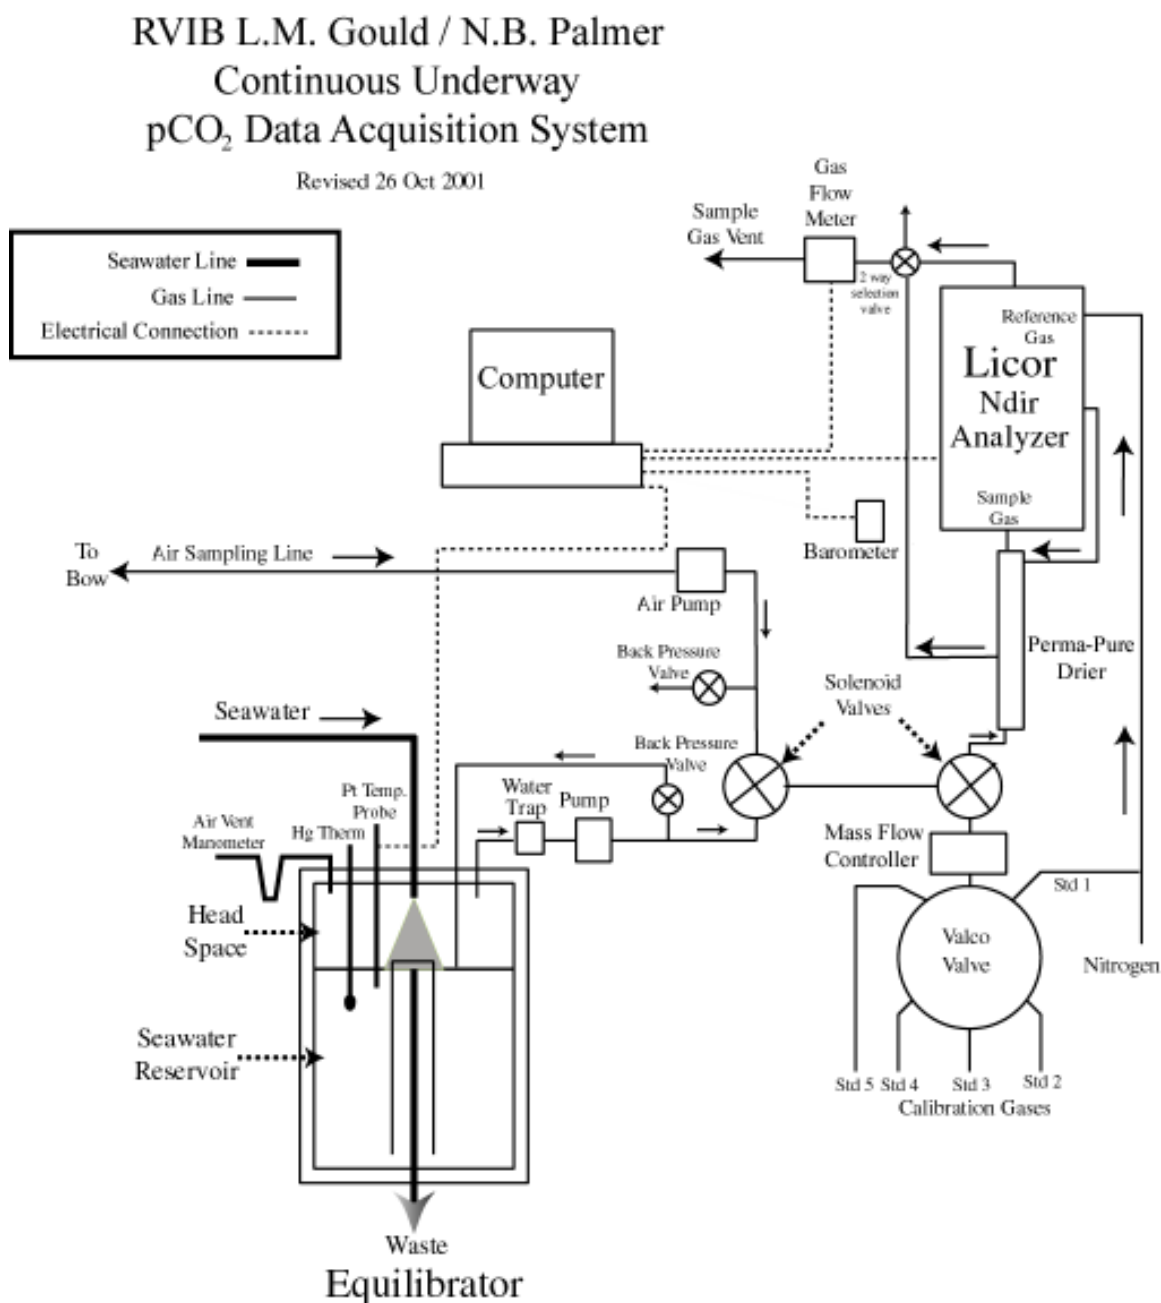 RVIB L.M. Gould / N.B. Palmer
Continuous Underway
pCO₂ Data Acquisition System
Revised 26 Oct 2001
Seawater Line
Gas Line
Electrical Connection
Gas
Flow
Meter
Sample
Gas Vent
2 way
selection
valve
Reference
Gas
Licor
Ndir
Analyzer
Sample
Gas
Computer
Barometer
To
Bow
Air Sampling Line
Air Pump
Back Pressure
Valve
Perma-Pure
Drier
Solenoid
Valves
Seawater
Back Pressure
Valve
Pt Temp.
Probe
Water
Trap
Pump
Air Vent
Manometer
Hg Therm
Mass Flow
Controller
Std 1
Head
Space
Valco
Valve
Nitrogen
Seawater
Reservoir
Std 5
Std 4
Std 3
Std 2
Calibration Gases
Waste
Equilibrator